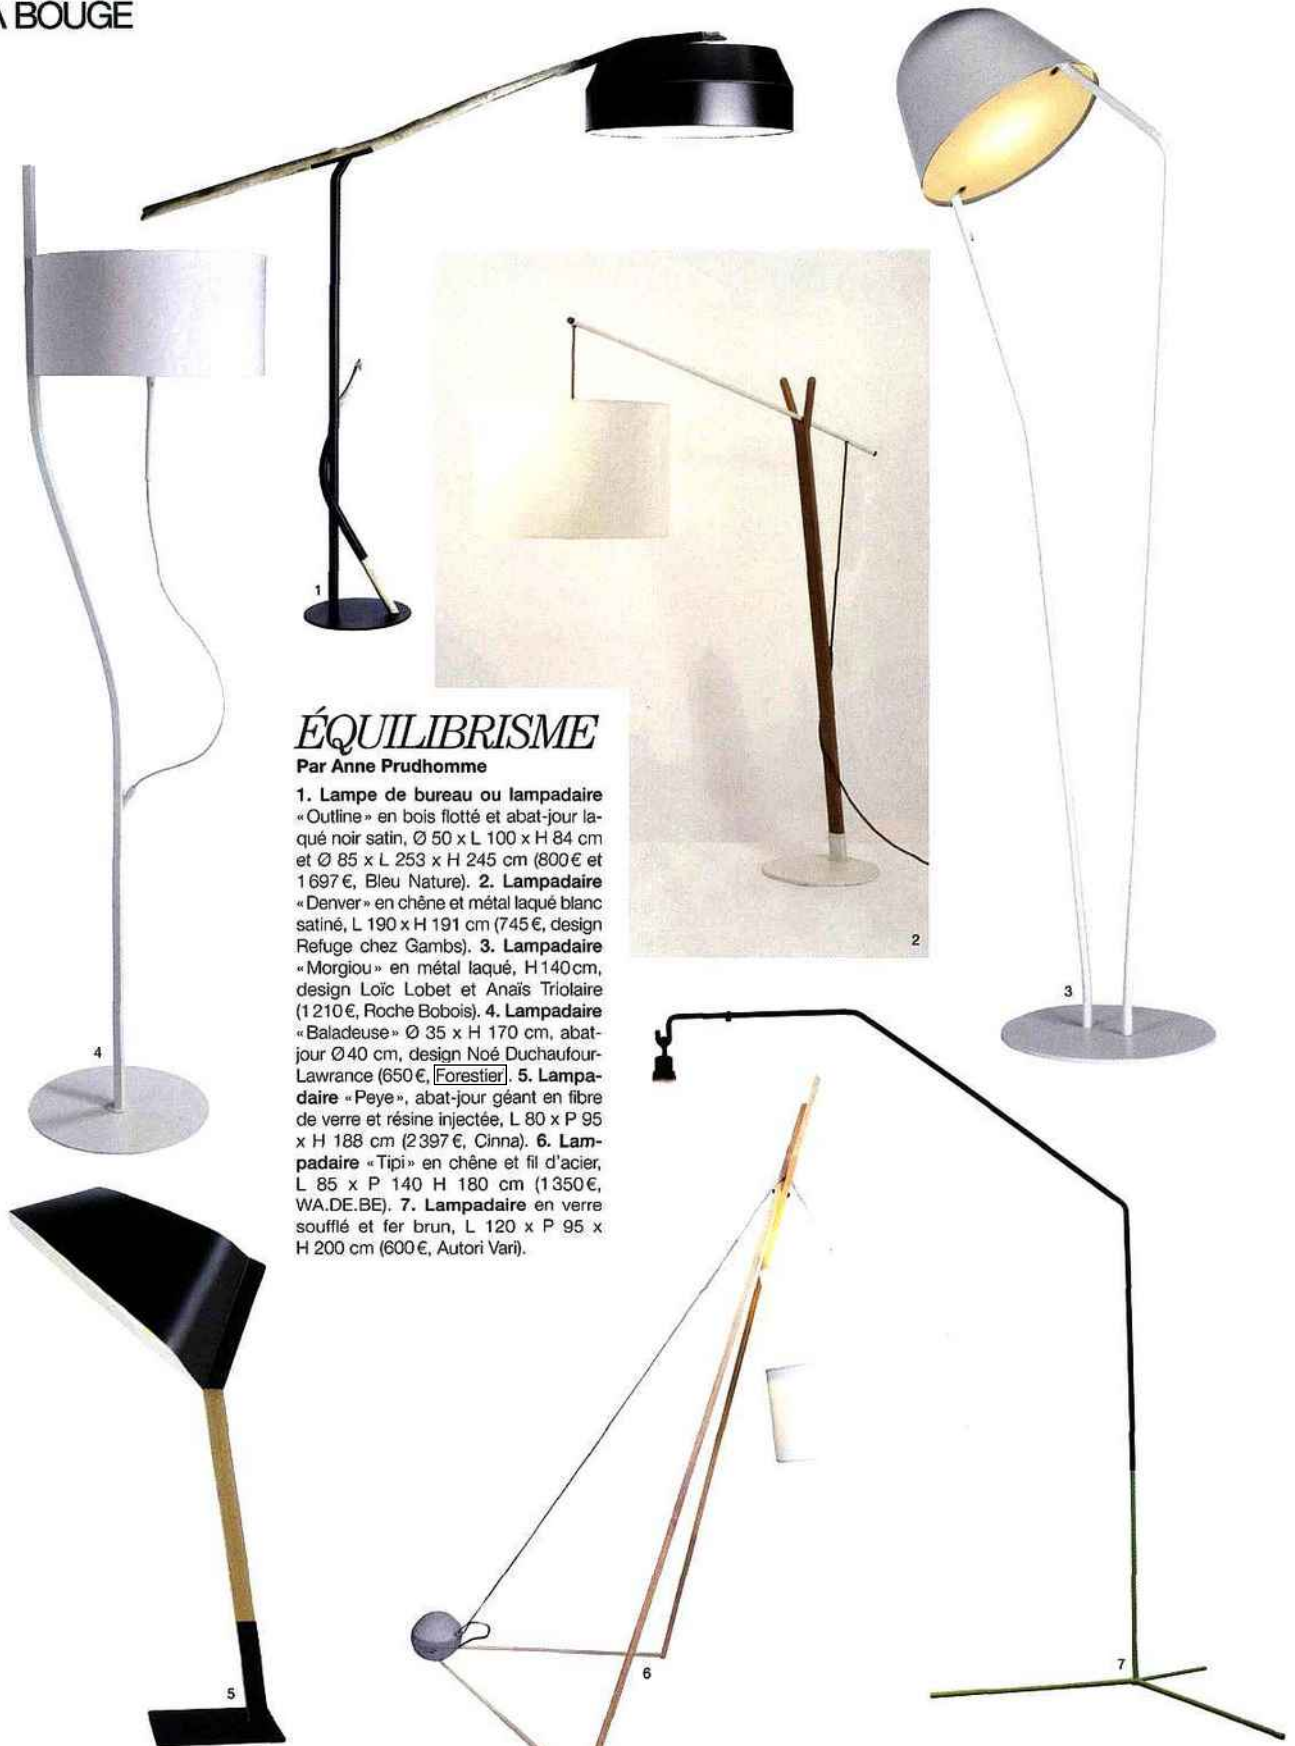 A BOUGE
1
2
3
4
ÉQUILIBRISME
Par Anne Prudhomme
1. Lampe de bureau ou lampadaire
«Outline» en bois flotté et abat-jour la-
qué noir satin, Ø 50 x L 100 x H 84 cm
et Ø 85 x L 253 x H 245 cm (800 € et
1 697 €, Bleu Nature). 2. Lampadaire
«Denver» en chêne et métal laqué blanc
satiné, L 190 x H 191 cm (745 €, design
Refuge chez Gambs). 3. Lampadaire
«Morgiou» en métal laqué, H 140 cm,
design Loïc Lobet et Anaïs Triolaire
(1 210 €, Roche Bobois). 4. Lampadaire
«Baladeuse» Ø 35 x H 170 cm, abat-
jour Ø 40 cm, design Noé Duchaufour-
Lawrance (650 €, Forestier). 5. Lampa-
daire «Peye», abat-jour géant en fibre
de verre et résine injectée, L 80 x P 95
x H 188 cm (2 397 €, Cinna). 6. Lam-
padaire «Tipi» en chêne et fil d'acier,
L 85 x P 140 H 180 cm (1 350 €,
WA.DE.BE). 7. Lampadaire en verre
soufflé et fer brun, L 120 x P 95 x
H 200 cm (600 €, Autori Vari).
5
6
7